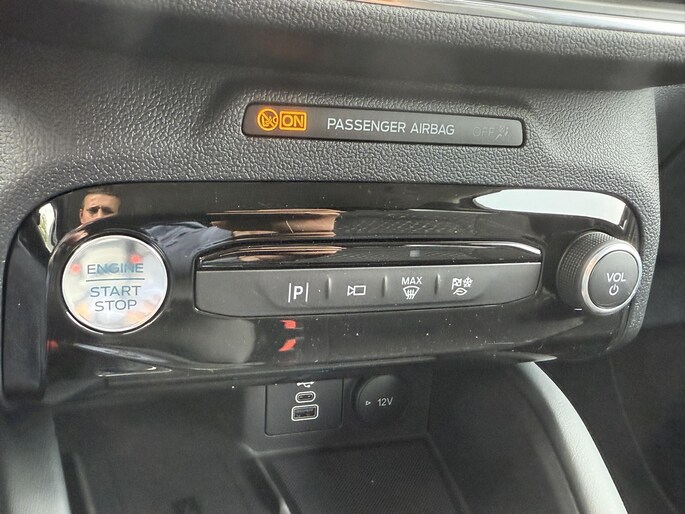 ON PASSENGER AIRBAG OFF
ENGINE
START
STOP
P
MAX
VOL
12V